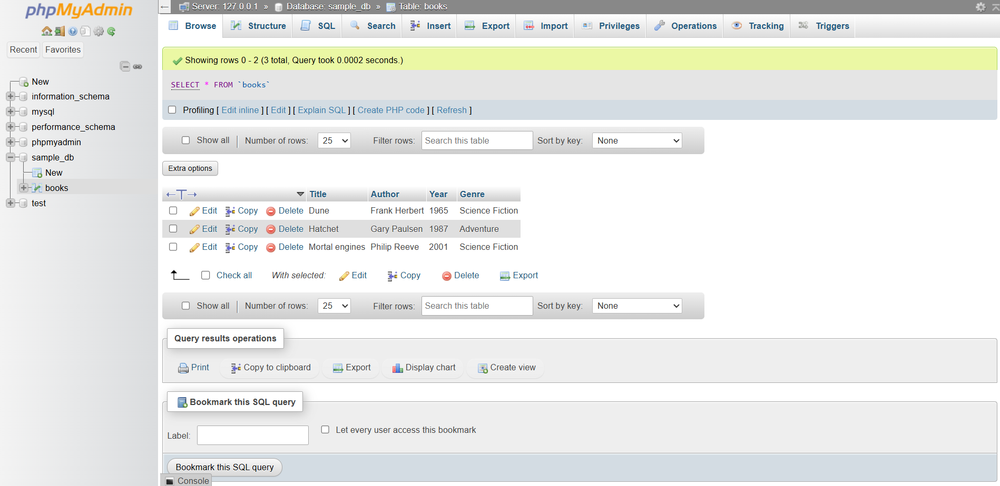 phpMyAdmin
Recent Favorites
New
information_schema
mysql
performance_schema
phpmyadmin
sample_db
New
books
test
Server: 127.0.0.1 » Database: sample_db » Table: books
Browse Structure SQL Search Insert Export Import Privileges Operations Tracking Triggers
Showing rows 0 - 2 (3 total, Query took 0.0002 seconds.)
SELECT * FROM `books`
Profiling [ Edit inline ] [ Edit ] [ Explain SQL ] [ Create PHP code ] [ Refresh ]
Show all Number of rows: 25 Filter rows: Search this table Sort by key: None
Extra options
Title Author Year Genre
Edit Copy Delete Dune Frank Herbert 1965 Science Fiction
Edit Copy Delete Hatchet Gary Paulsen 1987 Adventure
Edit Copy Delete Mortal engines Philip Reeve 2001 Science Fiction
Check all With selected: Edit Copy Delete Export
Show all Number of rows: 25 Filter rows: Search this table Sort by key: None
Query results operations
Print Copy to clipboard Export Display chart Create view
Bookmark this SQL query
Label: Let every user access this bookmark
Bookmark this SQL query
Console